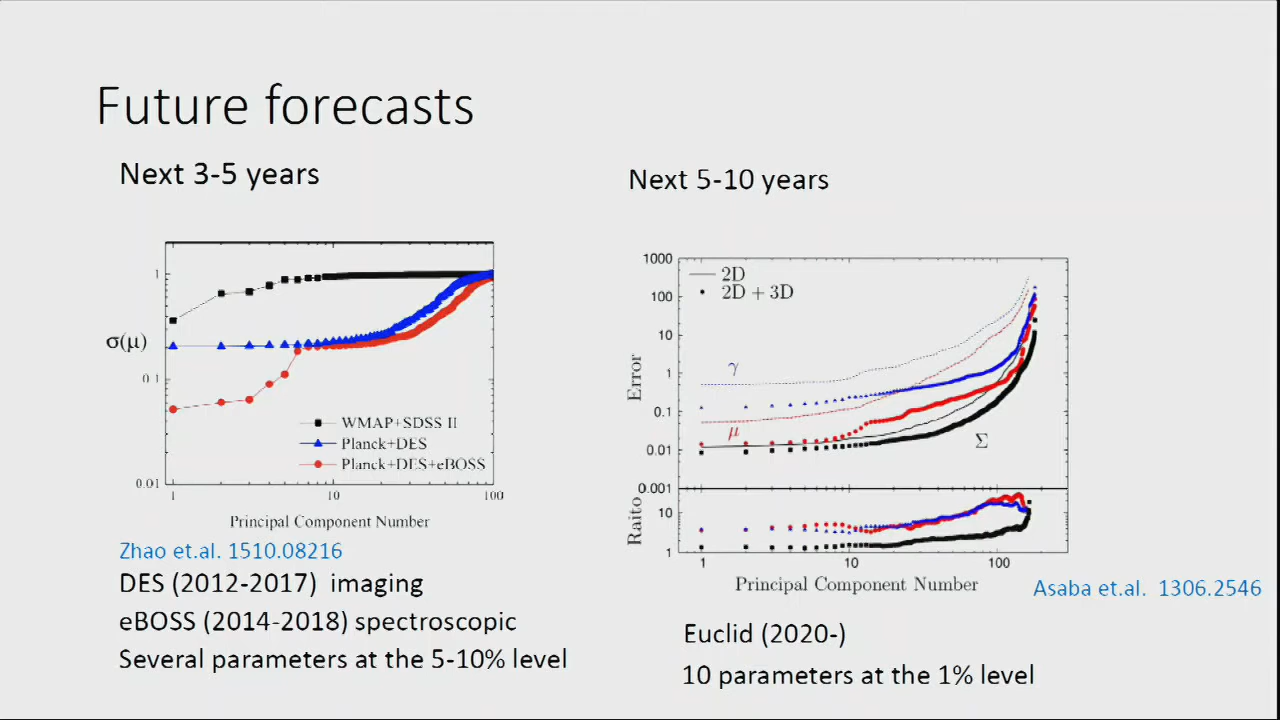 Future forecasts
Next 3-5 years
σ(μ)
1
0.1
0.01
1
10
100
WMAP+SDSS II
Planck+DES
Planck+DES+eBOSS
Principal Component Number
Zhao et.al. 1510.08216
DES (2012-2017) imaging
eBOSS (2014-2018) spectroscopic
Several parameters at the 5-10% level
Next 5-10 years
Error
1000
100
10
1
0.1
0.01
0.001
2D
2D + 3D
γ
μ
Σ
Raito
10
1
1
10
100
Principal Component Number
Asaba et.al. 1306.2546
Euclid (2020-)
10 parameters at the 1% level